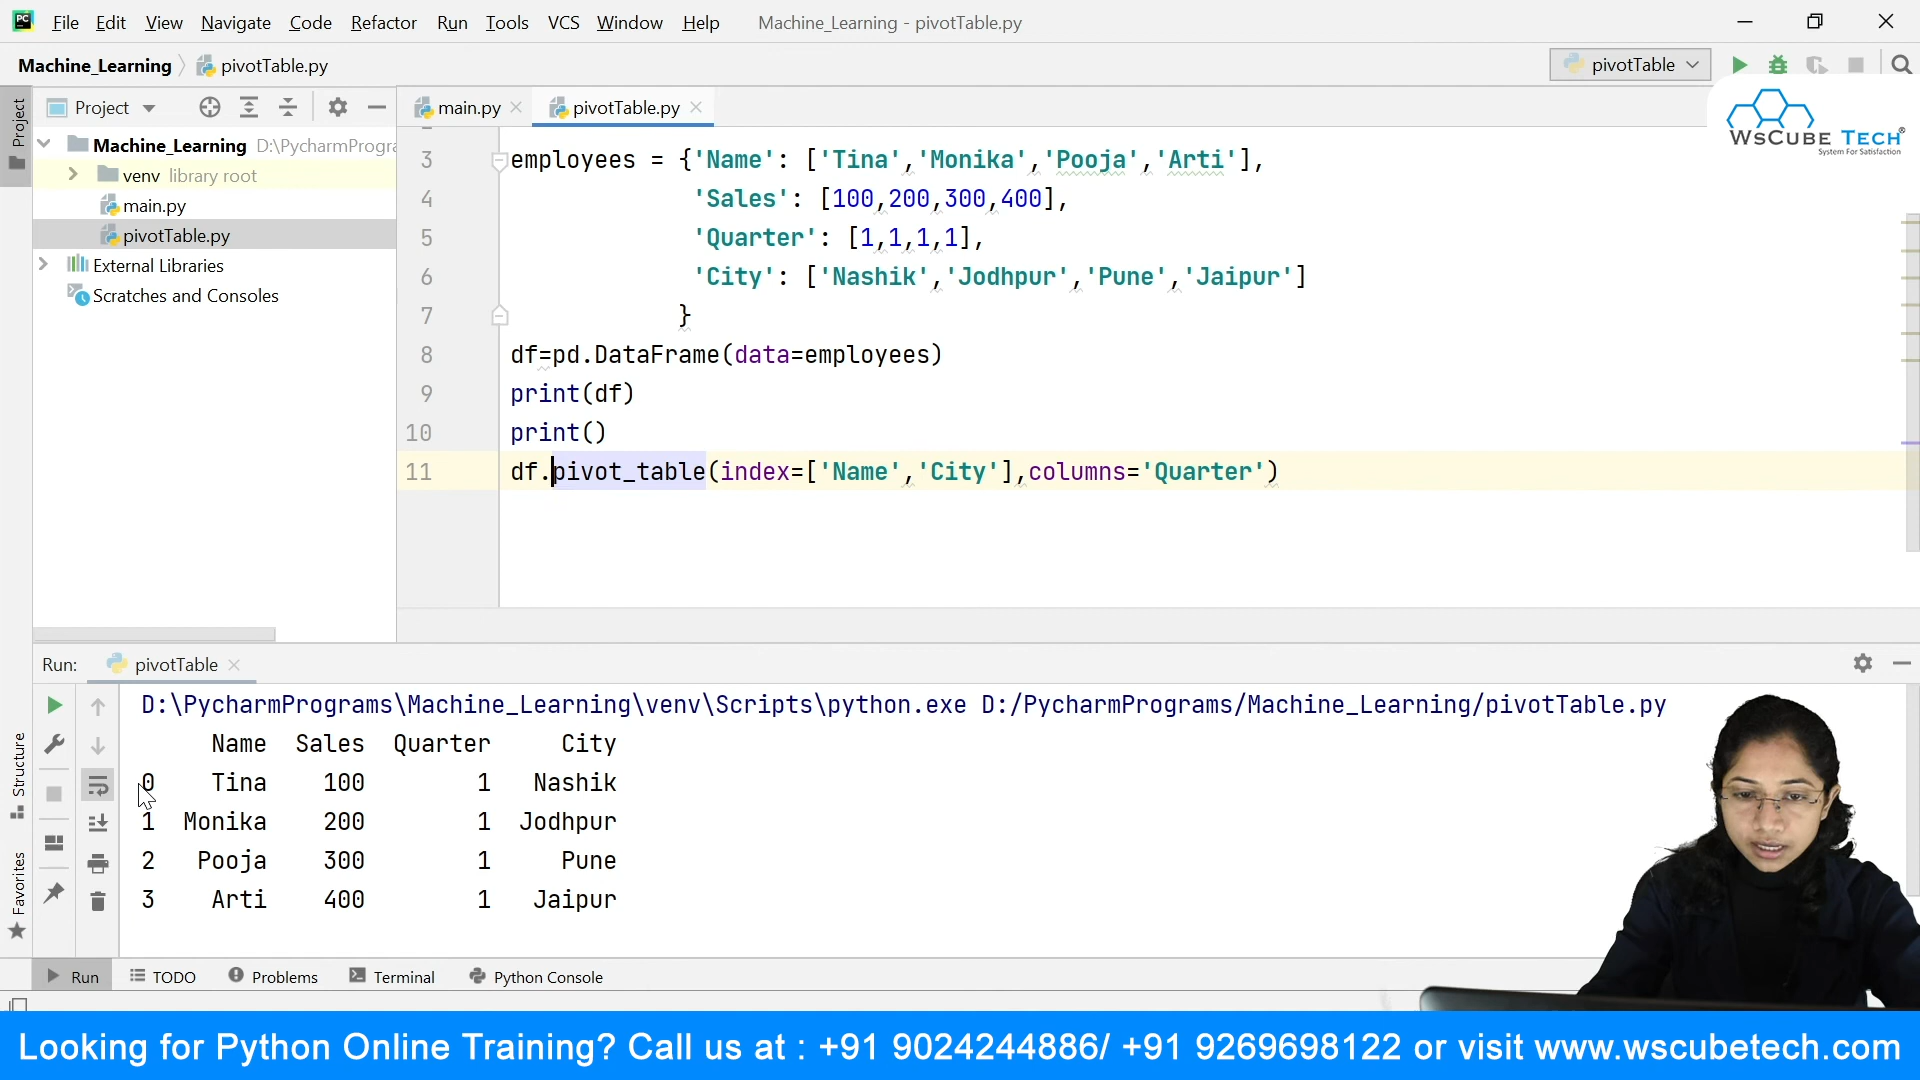 File Edit View Navigate Code Refactor Run Tools VCS Window Help Machine_Learning - pivotTable.py
Machine_Learning pivotTable.py pivotTable
Project
Project main.py pivotTable.py
WsCube Tech®
System For Satisfaction
Machine_Learning D:\PycharmProgra
venv library root
main.py
pivotTable.py
External Libraries
Scratches and Consoles
3 employees = {'Name': ['Tina','Monika','Pooja','Arti'],
4 'Sales': [100,200,300,400],
5 'Quarter': [1,1,1,1],
6 'City': ['Nashik','Jodhpur','Pune','Jaipur']
7 }
8 df=pd.DataFrame(data=employees)
9 print(df)
10 print()
11 df.pivot_table(index=['Name','City'],columns='Quarter')
Run: pivotTable
D:\PycharmPrograms\Machine_Learning\venv\Scripts\python.exe D:/PycharmPrograms/Machine_Learning/pivotTable.py
Name Sales Quarter City
0 Tina 100 1 Nashik
1 Monika 200 1 Jodhpur
2 Pooja 300 1 Pune
3 Arti 400 1 Jaipur
Structure
Favorites
Run TODO Problems Terminal Python Console
Looking for Python Online Training? Call us at : +91 9024244886/ +91 9269698122 or visit www.wscubetech.com